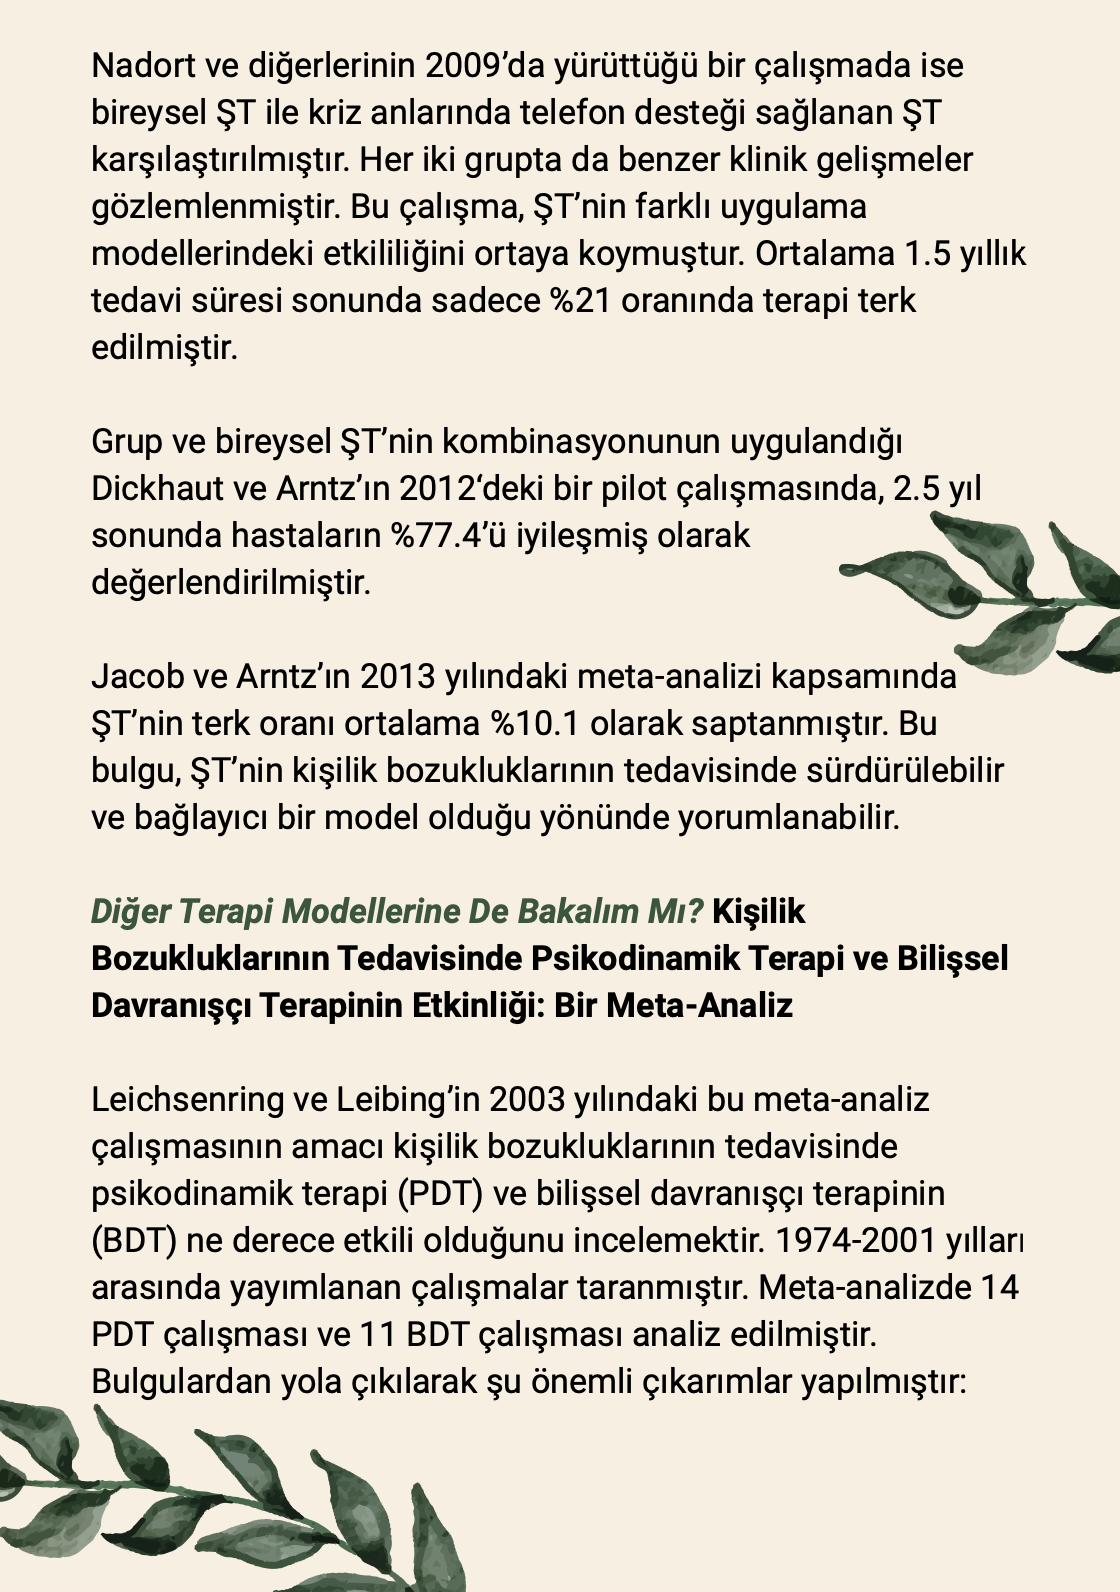 Nadort ve diğerlerinin 2009’da yürüttüğü bir çalışmada ise
bireysel ŞT ile kriz anlarında telefon desteği sağlanan ŞT
karşılaştırılmıştır. Her iki grupta da benzer klinik gelişmeler
gözlemlenmiştir. Bu çalışma, ŞT’nin farklı uygulama
modellerindeki etkililiğini ortaya koymuştur. Ortalama 1.5 yıllık
tedavi süresi sonunda sadece %21 oranında terapi terk
edilmiştir.
Grup ve bireysel ŞT’nin kombinasyonunun uygulandığı
Dickhaut ve Arntz’ın 2012‘deki bir pilot çalışmasında, 2.5 yıl
sonunda hastaların %77.4’ü iyileşmiş olarak
değerlendirilmiştir.
Jacob ve Arntz’ın 2013 yılındaki meta-analizi kapsamında
ŞT’nin terk oranı ortalama %10.1 olarak saptanmıştır. Bu
bulgu, ŞT’nin kişilik bozukluklarının tedavisinde sürdürülebilir
ve bağlayıcı bir model olduğu yönünde yorumlanabilir.
Diğer Terapi Modellerine De Bakalım Mı? Kişilik
Bozukluklarının Tedavisinde Psikodinamik Terapi ve Bilişsel
Davranışçı Terapinin Etkinliği: Bir Meta-Analiz
Leichsenring ve Leibing’in 2003 yılındaki bu meta-analiz
çalışmasının amacı kişilik bozukluklarının tedavisinde
psikodinamik terapi (PDT) ve bilişsel davranışçı terapinin
(BDT) ne derece etkili olduğunu incelemektir. 1974-2001 yılları
arasında yayımlanan çalışmalar taranmıştır. Meta-analizde 14
PDT çalışması ve 11 BDT çalışması analiz edilmiştir.
Bulgulardan yola çıkılarak şu önemli çıkarımlar yapılmıştır: